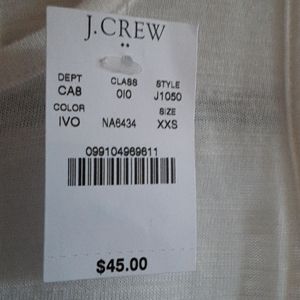 J.CREW
DEPT CLASS STYLE
CA8 010 J1050
COLOR SIZE
IVO NA6434 XXS
099104969611
$45.00